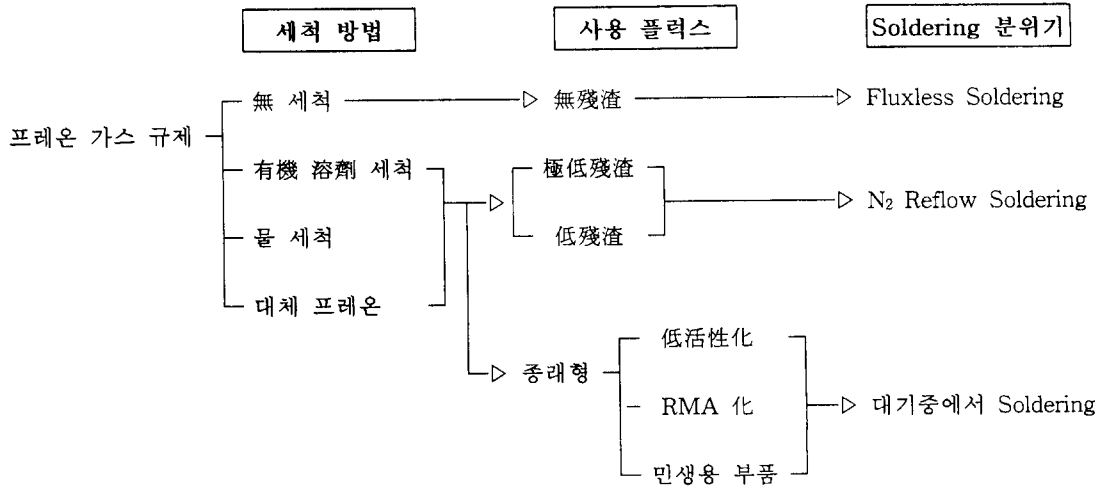 세척 방법 사용 플럭스 Soldering 분위기
無 세척 無殘渣 Fluxless Soldering
프레온 가스 규제
有機 溶劑 세척 極低殘渣
N₂ Reflow Soldering
물 세척 低殘渣
대체 프레온
低活性化
종래형
RMA 化 대기중에서 Soldering
민생용 부품